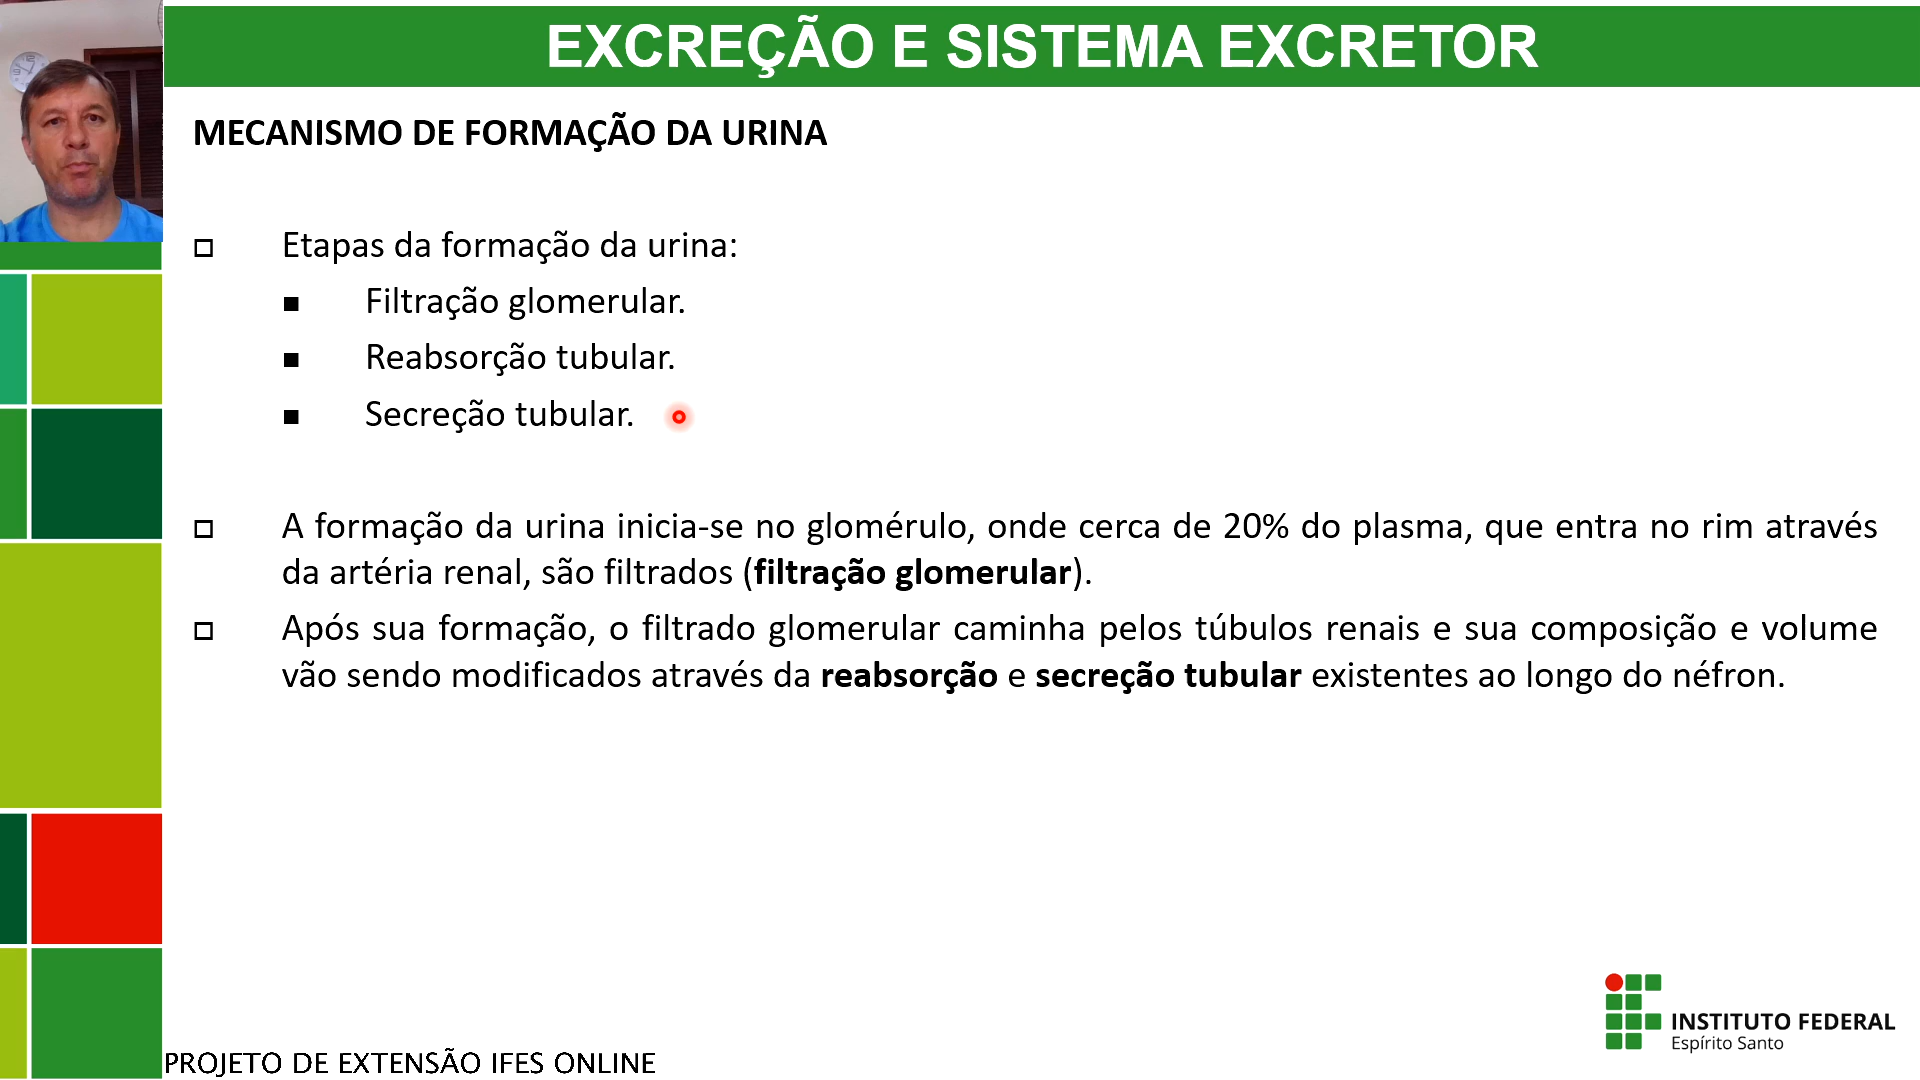 EXCREÇÃO E SISTEMA EXCRETOR
MECANISMO DE FORMAÇÃO DA URINA
Etapas da formação da urina:
Filtração glomerular.
Reabsorção tubular.
Secreção tubular.
A formação da urina inicia-se no glomérulo, onde cerca de 20% do plasma, que entra no rim através
da artéria renal, são filtrados (filtração glomerular).
Após sua formação, o filtrado glomerular caminha pelos túbulos renais e sua composição e volume
vão sendo modificados através da reabsorção e secreção tubular existentes ao longo do néfron.
INSTITUTO FEDERAL
Espírito Santo
PROJETO DE EXTENSÃO IFES ONLINE